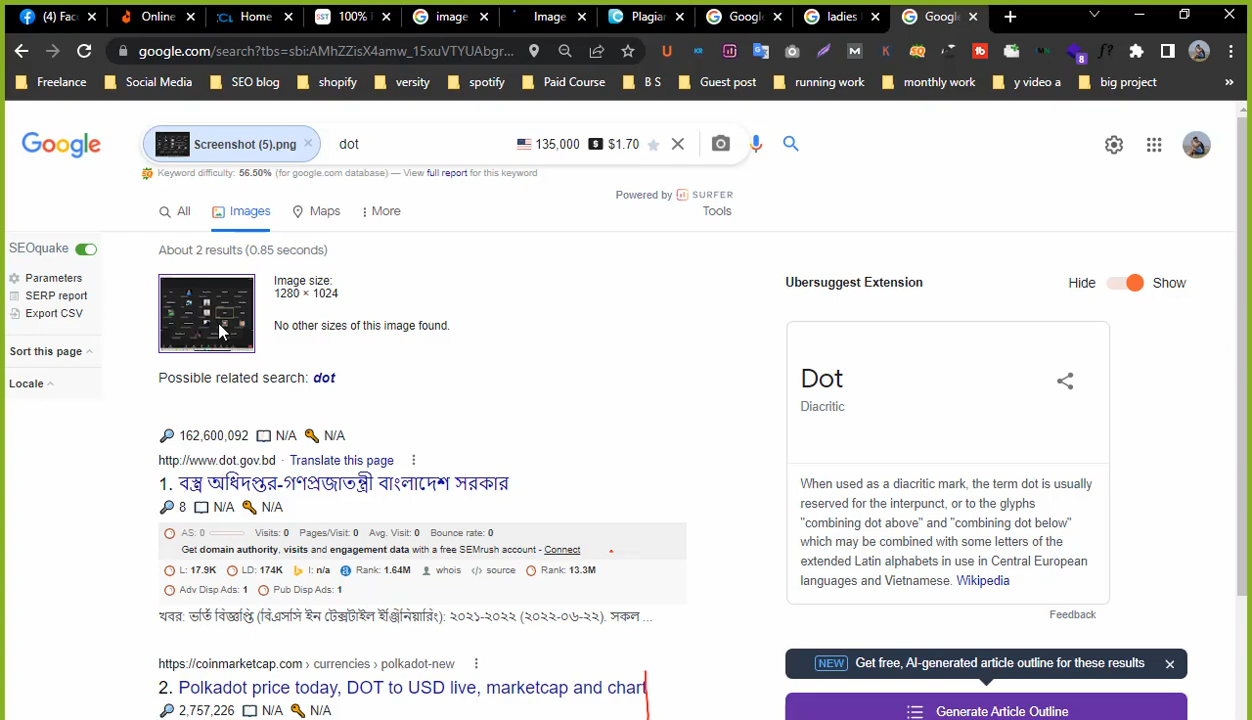 (4) Fac
Online
Home
100% |
image
Image
Plagiar
Google
ladies
Google
google.com/search?tbs=sbi:AMhZZisX4amw_15xuVTYUAbgr...
8
Freelance
Social Media
SEO blog
shopify
versity
spotify
Paid Course
B S
Guest post
running work
monthly work
y video a
big project
Google
Screenshot (5).png
dot
135,000
$1.70
Keyword difficulty: 56.50% (for google.com database) — View full report for this keyword
Powered by SURFER
All
Images
Maps
More
Tools
SEOquake
About 2 results (0.85 seconds)
Parameters
SERP report
Export CSV
Sort this page
Locale
Image size:
1280 × 1024
No other sizes of this image found.
Possible related search: dot
162,600,092 N/A N/A
http://www.dot.gov.bd · Translate this page
1. বস্ত্র অধিদপ্তর-গণপ্রজাতন্ত্রী বাংলাদেশ সরকার
8 N/A N/A
AS: 0 Visits: 0 Pages/Visit: 0 Avg. Visit: 0 Bounce rate: 0
Get domain authority, visits and engagement data with a free SEMrush account - Connect
L: 17.9K LD: 174K I: n/a Rank: 1.64M whois source Rank: 13.3M
Adv Disp Ads: 1 Pub Disp Ads: 1
খবর: ভর্তি বিজ্ঞপ্তি (বিএসসি ইন টেক্সটাইল ইঞ্জিনিয়ারিং): ২০২১-২০২২ (২০২২-০৬-২২). সকল ...
https://coinmarketcap.com › currencies › polkadot-new
2. Polkadot price today, DOT to USD live, marketcap and chart
2,757,226 N/A N/A
Ubersuggest Extension
Hide
Show
Dot
Diacritic
When used as a diacritic mark, the term dot is usually
reserved for the interpunct, or to the glyphs
"combining dot above" and "combining dot below"
which may be combined with some letters of the
extended Latin alphabets in use in Central European
languages and Vietnamese. Wikipedia
Feedback
NEW Get free, AI-generated article outline for these results
Generate Article Outline